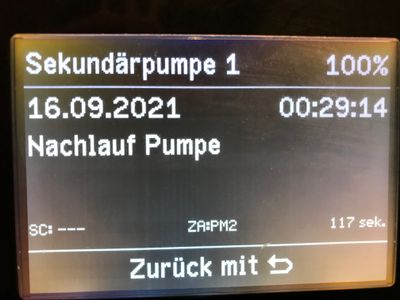 Sekundärpumpe 1 100%
16.09.2021 00:29:14
Nachlauf Pumpe
SC: --- ZA:PM2 117 sek.
Zurück mit ⮌